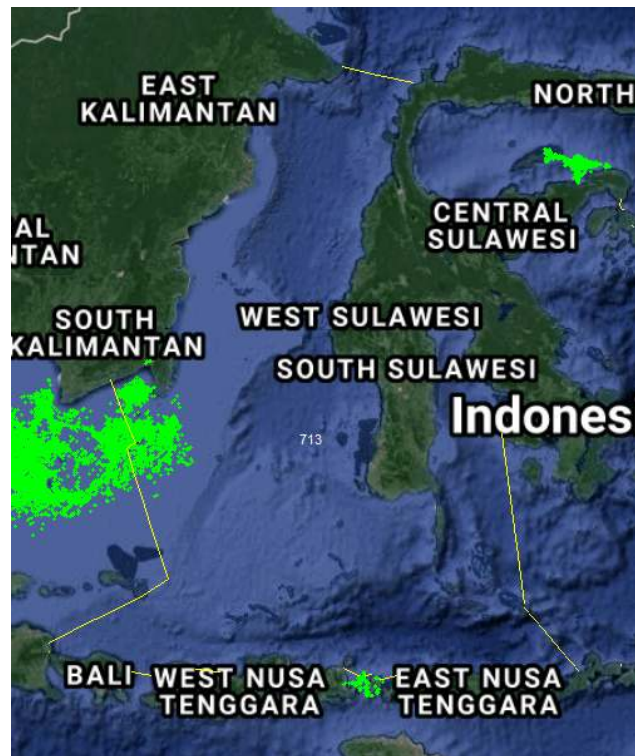 EAST
KALIMANTAN
NORTH
AL
NTAN
CENTRAL
SULAWESI
SOUTH
KALIMANTAN
WEST SULAWESI
SOUTH SULAWESI
Indones
713
BALI
WEST NUSA
TENGGARA
EAST NUSA
TENGGARA